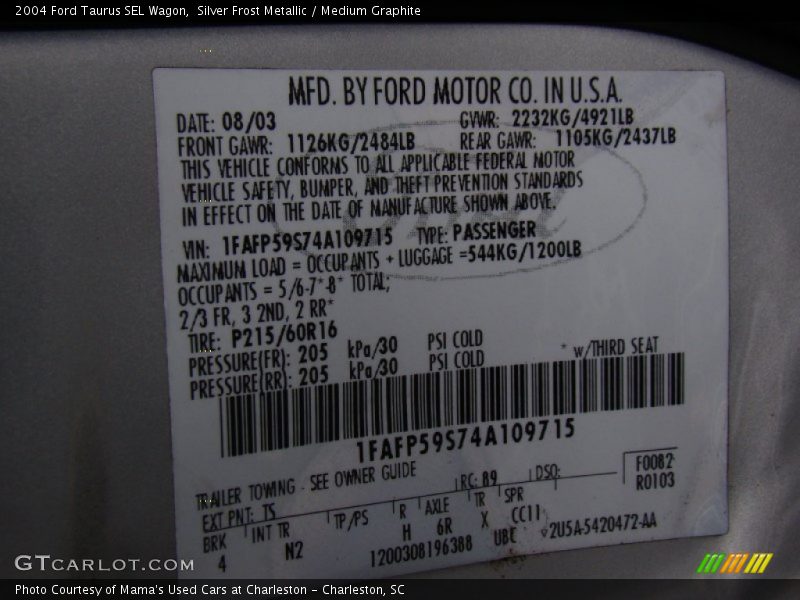 2004 Ford Taurus SEL Wagon,  Silver Frost Metallic / Medium Graphite
MFD. BY FORD MOTOR CO. IN U.S.A.
DATE: 08/03 GVWR: 2232KG/4921LB
FRONT GAWR: 1126KG/2484LB REAR GAWR: 1105KG/2437LB
THIS VEHICLE CONFORMS TO ALL APPLICABLE FEDERAL MOTOR
VEHICLE SAFETY, BUMPER, AND THEFT PREVENTION STANDARDS
IN EFFECT ON THE DATE OF MANUFACTURE SHOWN ABOVE.
VIN: 1FAFP59S74A109715 TYPE: PASSENGER
MAXIMUM LOAD = OCCUPANTS + LUGGAGE =544KG/1200LB
OCCUPANTS = 5/6-7*-8* TOTAL;
2/3 FR, 3 2ND, 2 RR*
TIRE: P215/60R16
PRESSURE(FR): 205 kPa/30 PSI COLD
PRESSURE(RR): 205 kPa/30 PSI COLD
* w/THIRD SEAT
1FAFP59S74A109715
TRAILER TOWING - SEE OWNER GUIDE
RC: 89 DSO:
F0082
R0103
EXT PNT: TS
BRK INT TR TP/PS R AXLE TR SPR
4 N2 H 6R X CC11
1200308196388 UBC
2U5A-5420472-AA
GTCARLOT.COM
Photo Courtesy of Mama's Used Cars at Charleston - Charleston, SC